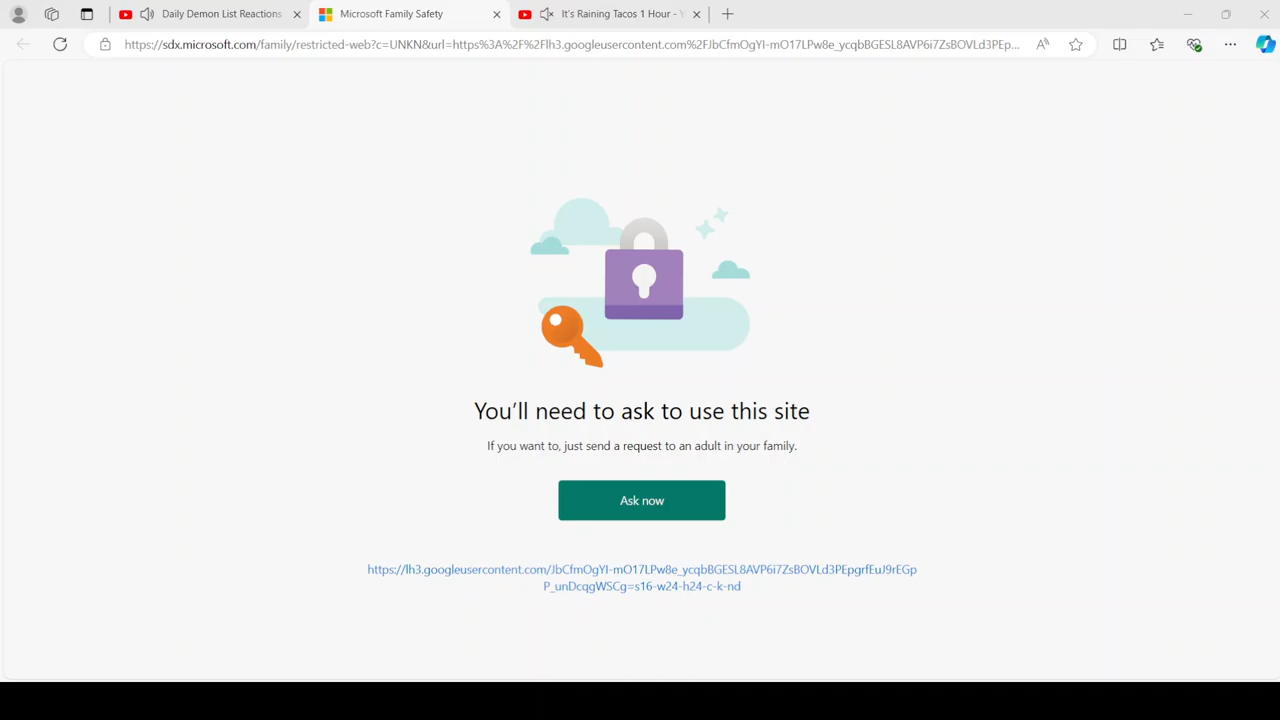 Daily Demon List Reactions
Microsoft Family Safety
It's Raining Tacos 1 Hour - Y
https://sdx.microsoft.com/family/restricted-web?c=UNKN&url=https%3A%2F%2Flh3.googleusercontent.com%2FJbCfmOgYI-mO17LPw8e_ycqbBGESL8AVP6i7ZsBOVLd3PEp...
You'll need to ask to use this site
If you want to, just send a request to an adult in your family.
Ask now
https://lh3.googleusercontent.com/JbCfmOgYI-mO17LPw8e_ycqbBGESL8AVP6i7ZsBOVLd3PEpgrfEuJ9rEGp
P_unDcqgWSCg=s16-w24-h24-c-k-nd